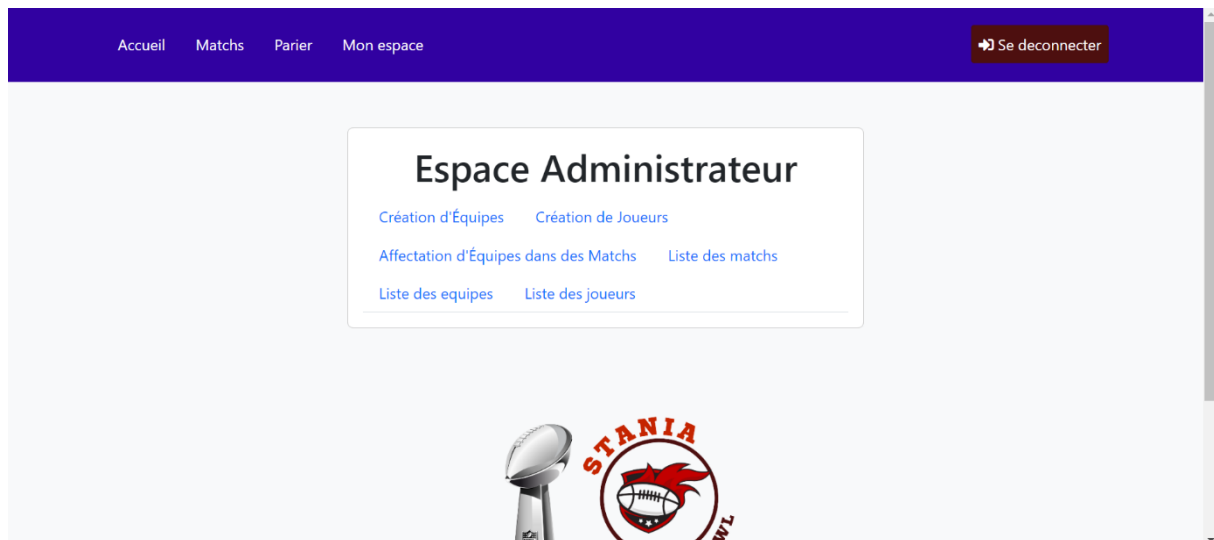 Accueil Matchs Parier Mon espace Se deconnecter
Espace Administrateur
Création d'Équipes Création de Joueurs
Affectation d'Équipes dans des Matchs Liste des matchs
Liste des equipes Liste des joueurs
STANIA